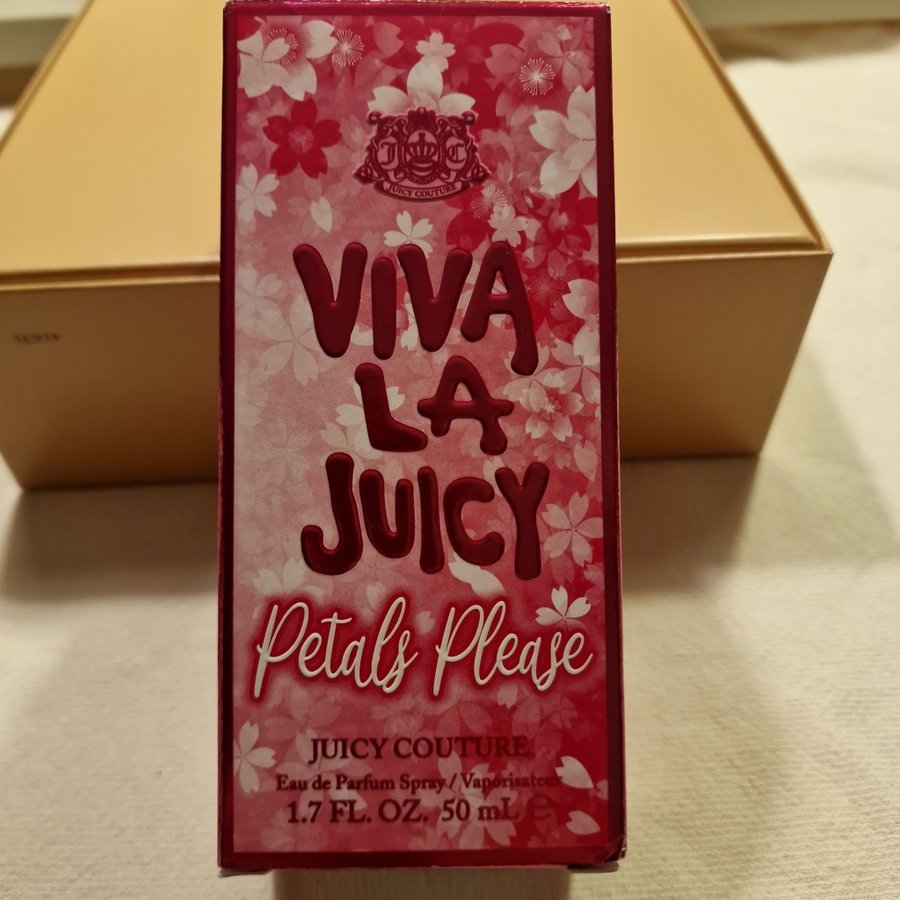 J C
JUICY COUTURE
VIVA
LA
JUICY
Petals Please
JUICY COUTURE
Eau de Parfum Spray / Vaporisateur
1.7 FL. OZ. 50 mL ℮